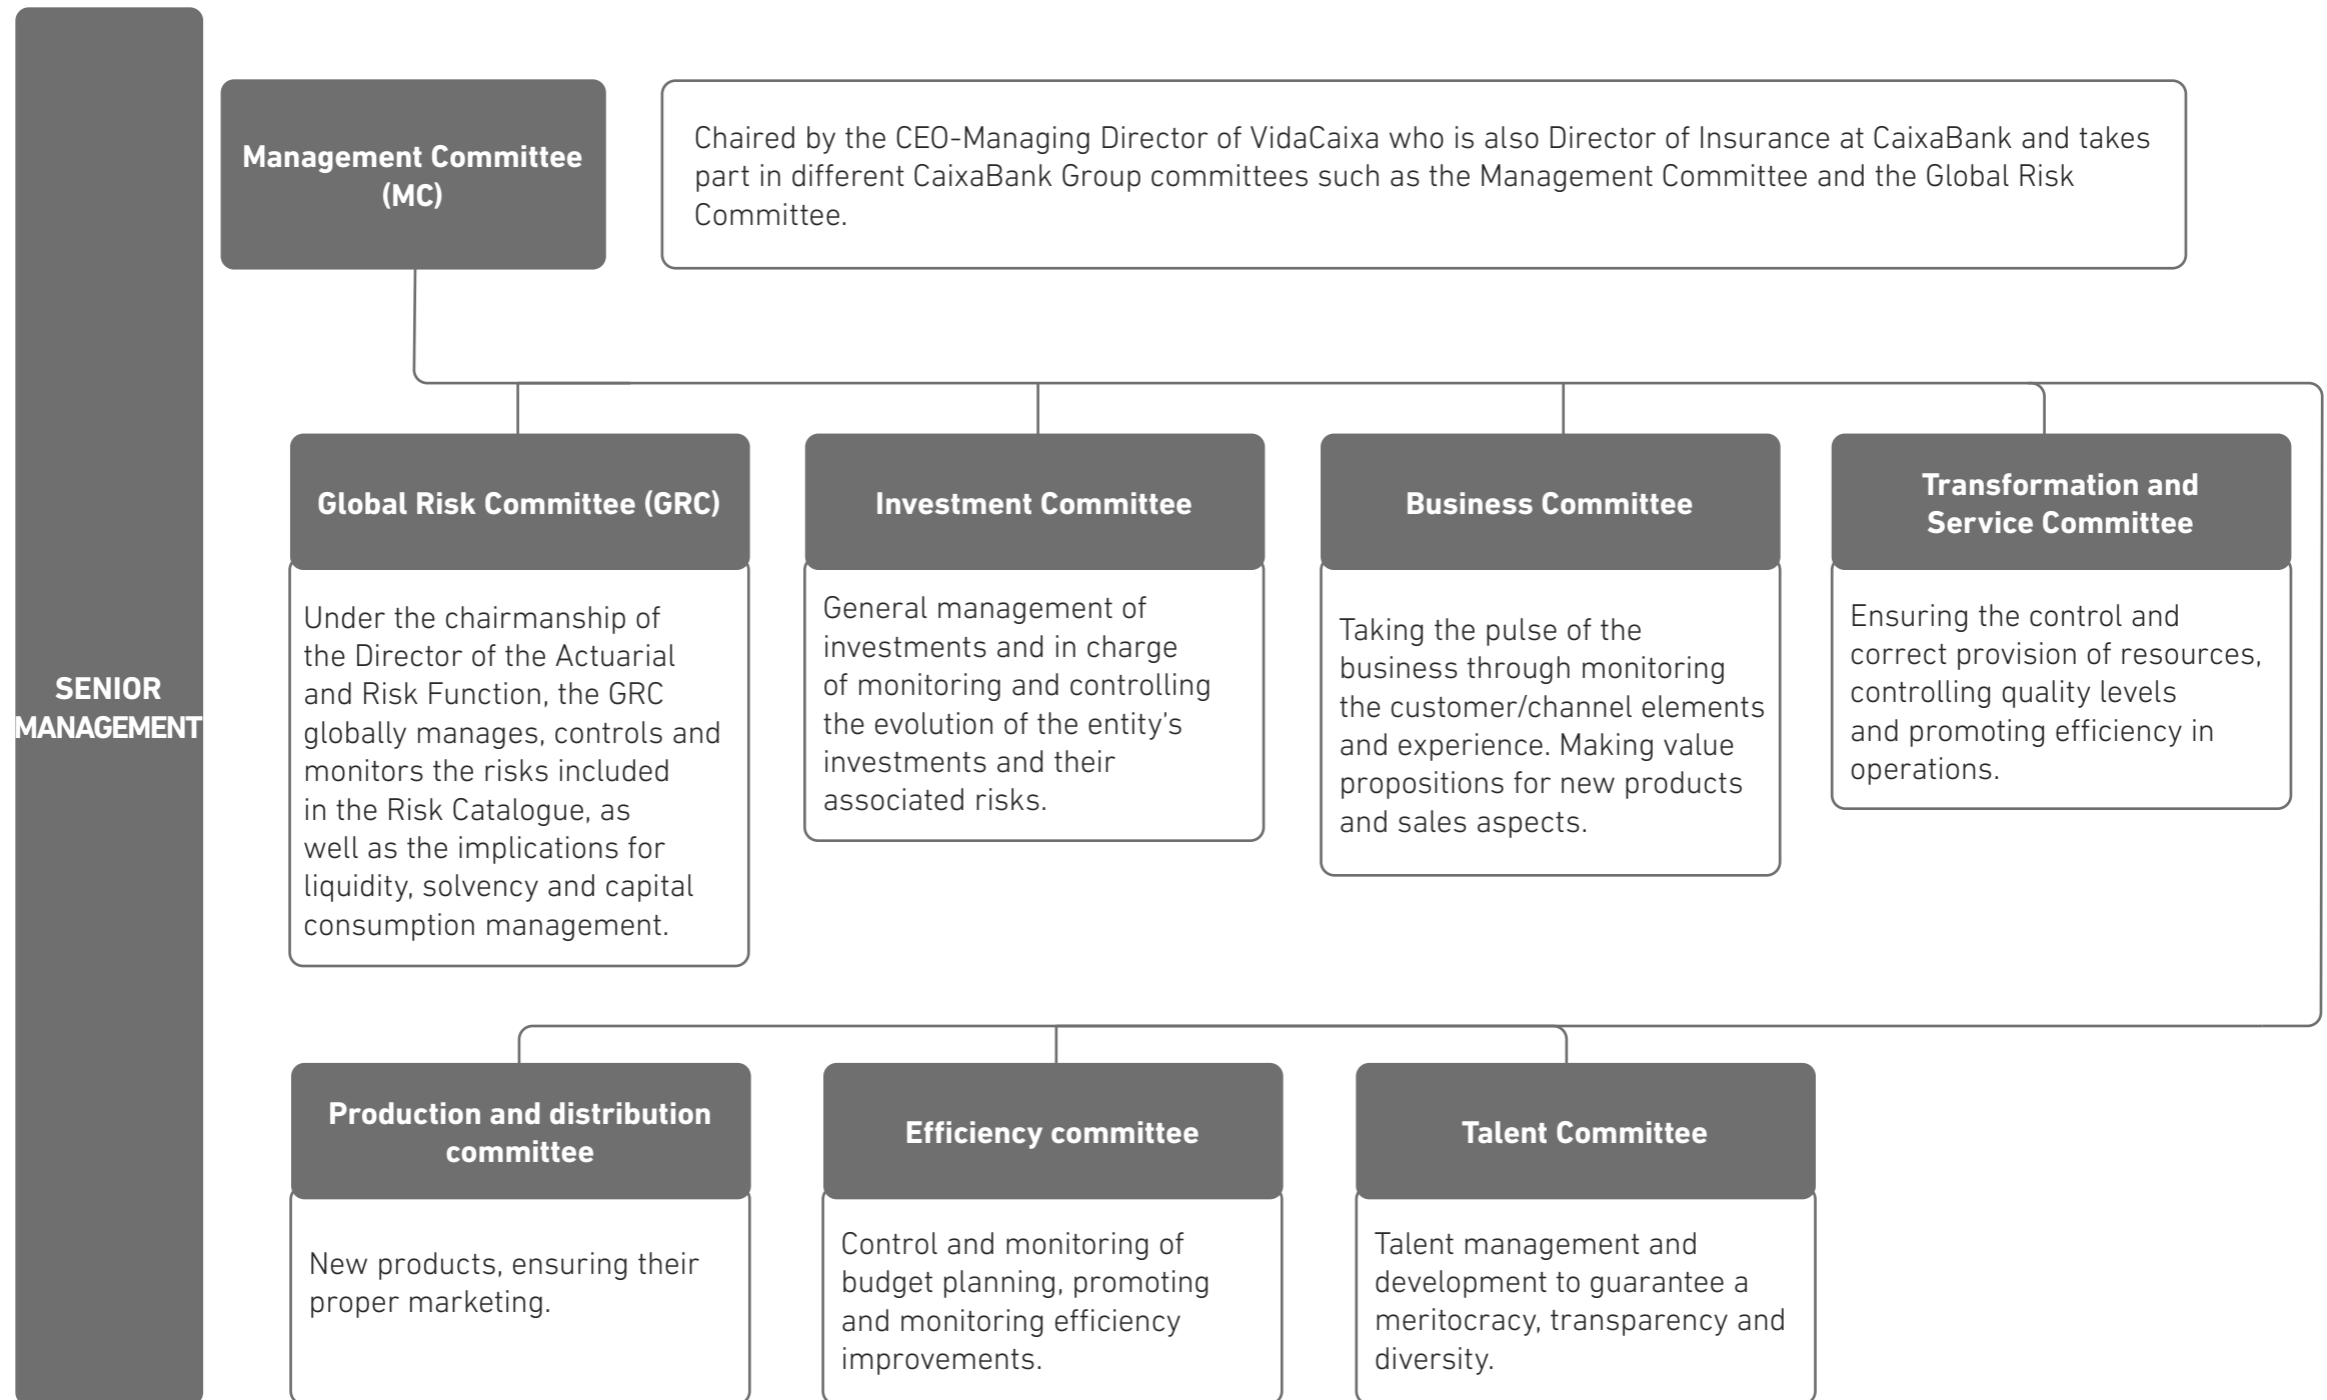 SENIOR
MANAGEMENT
Management Committee
(MC)
Chaired by the CEO-Managing Director of VidaCaixa who is also Director of Insurance at CaixaBank and takes
part in different CaixaBank Group committees such as the Management Committee and the Global Risk
Committee.
Global Risk Committee (GRC)
Under the chairmanship of
the Director of the Actuarial
and Risk Function, the GRC
globally manages, controls and
monitors the risks included
in the Risk Catalogue, as
well as the implications for
liquidity, solvency and capital
consumption management.
Investment Committee
General management of
investments and in charge
of monitoring and controlling
the evolution of the entity's
investments and their
associated risks.
Business Committee
Taking the pulse of the
business through monitoring
the customer/channel elements
and experience. Making value
propositions for new products
and sales aspects.
Transformation and
Service Committee
Ensuring the control and
correct provision of resources,
controlling quality levels
and promoting efficiency in
operations.
Production and distribution
committee
New products, ensuring their
proper marketing.
Efficiency committee
Control and monitoring of
budget planning, promoting
and monitoring efficiency
improvements.
Talent Committee
Talent management and
development to guarantee a
meritocracy, transparency and
diversity.